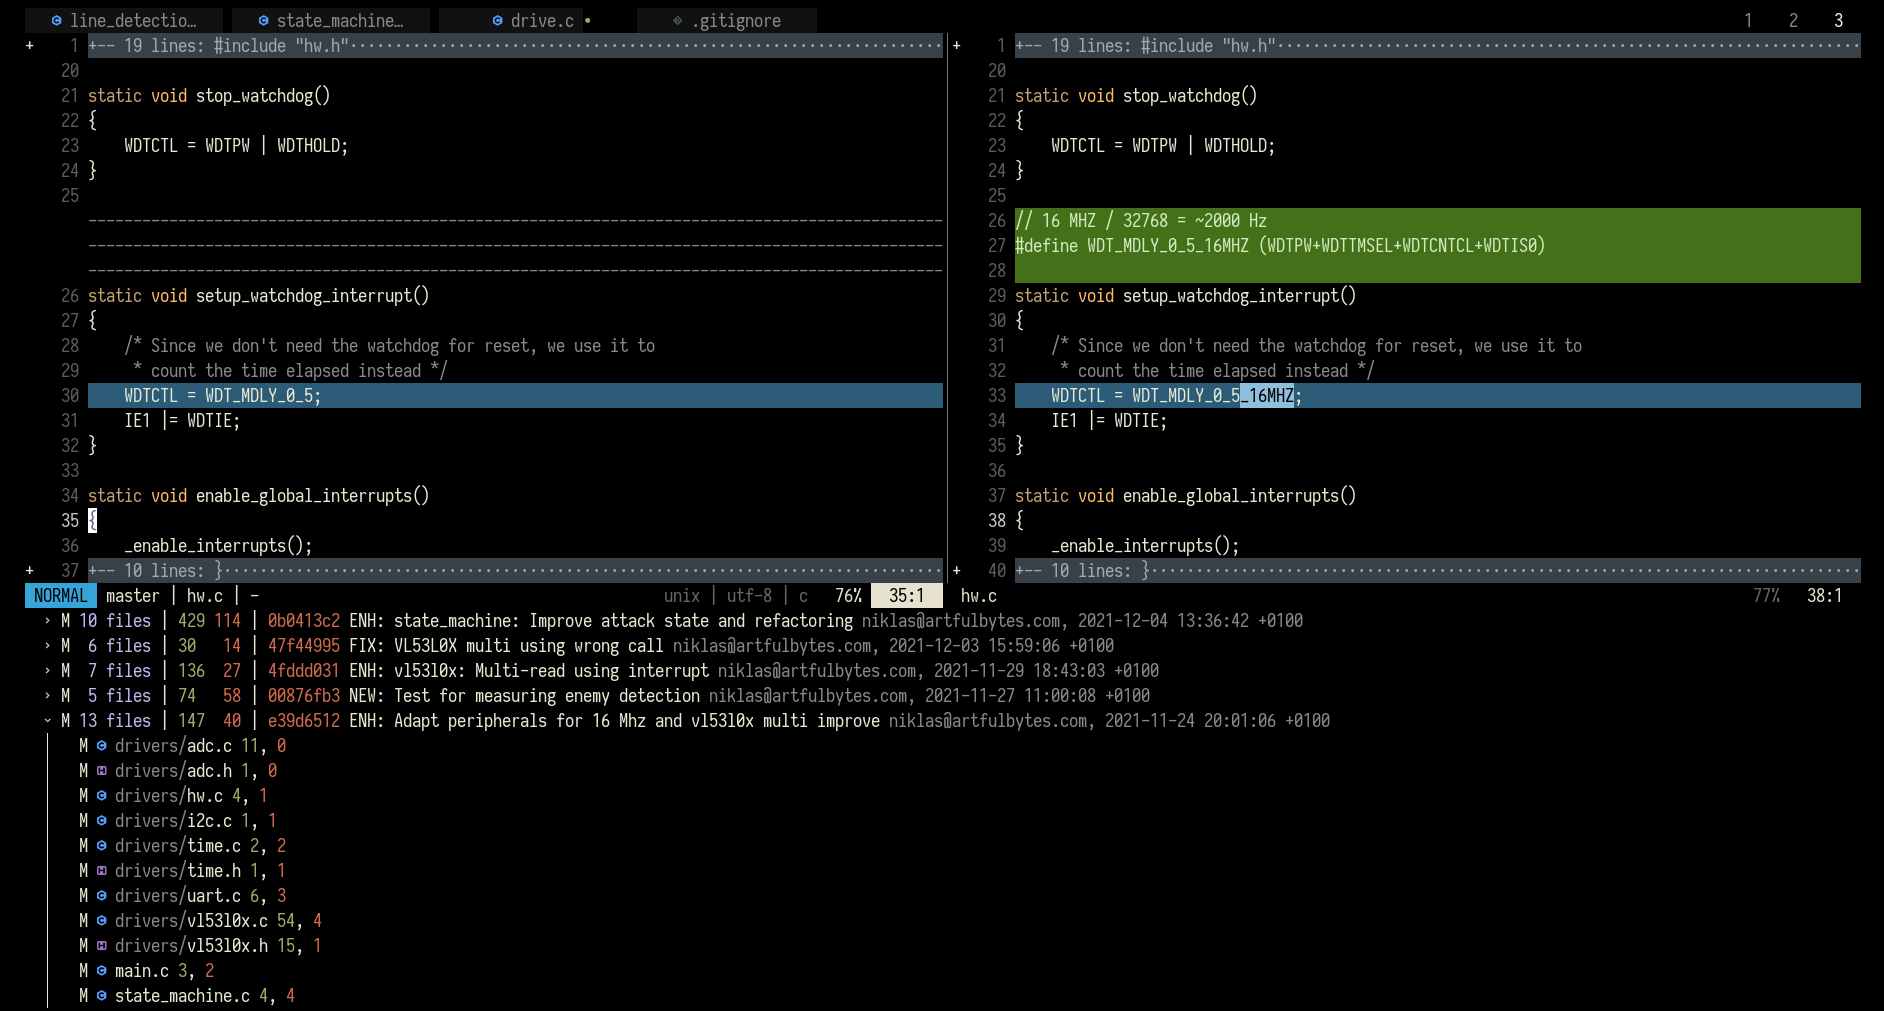 line_detectio… state_machine… drive.c • .gitignore 1 2 3
+ 1 +-- 19 lines: #include "hw.h"
20
21 static void stop_watchdog()
22 {
23 WDTCTL = WDTPW | WDTHOLD;
24 }
25
26 static void setup_watchdog_interrupt()
27 {
28 /* Since we don't need the watchdog for reset, we use it to
29 * count the time elapsed instead */
30 WDTCTL = WDT_MDLY_0_5;
31 IE1 |= WDTIE;
32 }
33
34 static void enable_global_interrupts()
35 {
36 _enable_interrupts();
+ 37 +-- 10 lines: }
+ 1 +-- 19 lines: #include "hw.h"
20
21 static void stop_watchdog()
22 {
23 WDTCTL = WDTPW | WDTHOLD;
24 }
25
26 // 16 MHZ / 32768 = ~2000 Hz
27 #define WDT_MDLY_0_5_16MHZ (WDTPW+WDTTMSEL+WDTCNTCL+WDTIS0)
28
29 static void setup_watchdog_interrupt()
30 {
31 /* Since we don't need the watchdog for reset, we use it to
32 * count the time elapsed instead */
33 WDTCTL = WDT_MDLY_0_5_16MHZ;
34 IE1 |= WDTIE;
35 }
36
37 static void enable_global_interrupts()
38 {
39 _enable_interrupts();
+ 40 +-- 10 lines: }
NORMAL master | hw.c | - unix | utf-8 | c 76% 35:1 hw.c 77% 38:1
› M 10 files | 429 114 | 0b0413c2 ENH: state_machine: Improve attack state and refactoring niklas@artfulbytes.com, 2021-12-04 13:36:42 +0100
› M 6 files | 30 14 | 47f44995 FIX: VL53L0X multi using wrong call niklas@artfulbytes.com, 2021-12-03 15:59:06 +0100
› M 7 files | 136 27 | 4fddd031 ENH: vl53l0x: Multi-read using interrupt niklas@artfulbytes.com, 2021-11-29 18:43:03 +0100
› M 5 files | 74 58 | 00876fb3 NEW: Test for measuring enemy detection niklas@artfulbytes.com, 2021-11-27 11:00:08 +0100
M 13 files | 147 40 | e39d6512 ENH: Adapt peripherals for 16 Mhz and vl53l0x multi improve niklas@artfulbytes.com, 2021-11-24 20:01:06 +0100
M drivers/adc.c 11, 0
M drivers/adc.h 1, 0
M drivers/hw.c 4, 1
M drivers/i2c.c 1, 1
M drivers/time.c 2, 2
M drivers/time.h 1, 1
M drivers/uart.c 6, 3
M drivers/vl53l0x.c 54, 4
M drivers/vl53l0x.h 15, 1
M main.c 3, 2
M state_machine.c 4, 4